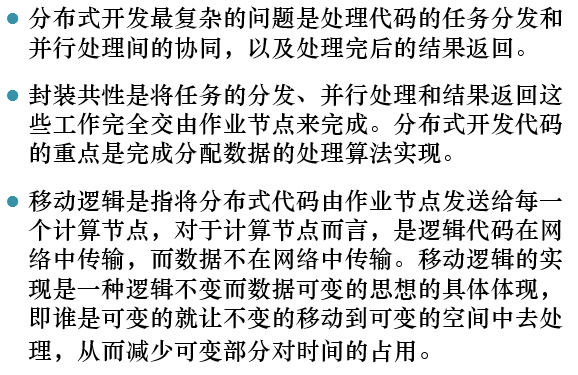 分布式开发最复杂的问题是处理代码的任务分发和
并行处理间的协同，以及处理完后的结果返回。
封装共性是将任务的分发、并行处理和结果返回这
些工作完全交由作业节点来完成。分布式开发代码
的重点是完成分配数据的处理算法实现。
移动逻辑是指将分布式代码由作业节点发送给每一
个计算节点，对于计算节点而言，是逻辑代码在网
络中传输，而数据不在网络中传输。移动逻辑的实
现是一种逻辑不变而数据可变的思想的具体体现，
即谁是可变的就让不变的移动到可变的空间中去处
理，从而减少可变部分对时间的占用。